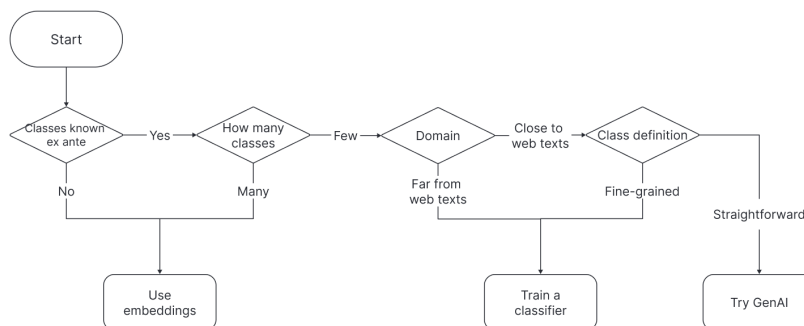 Start
Classes known
ex ante
Yes
How many
classes
Few
Domain
Close to
web texts
Class definition
No
Many
Far from
web texts
Fine-grained
Straightforward
Use
embeddings
Train a
classifier
Try GenAI